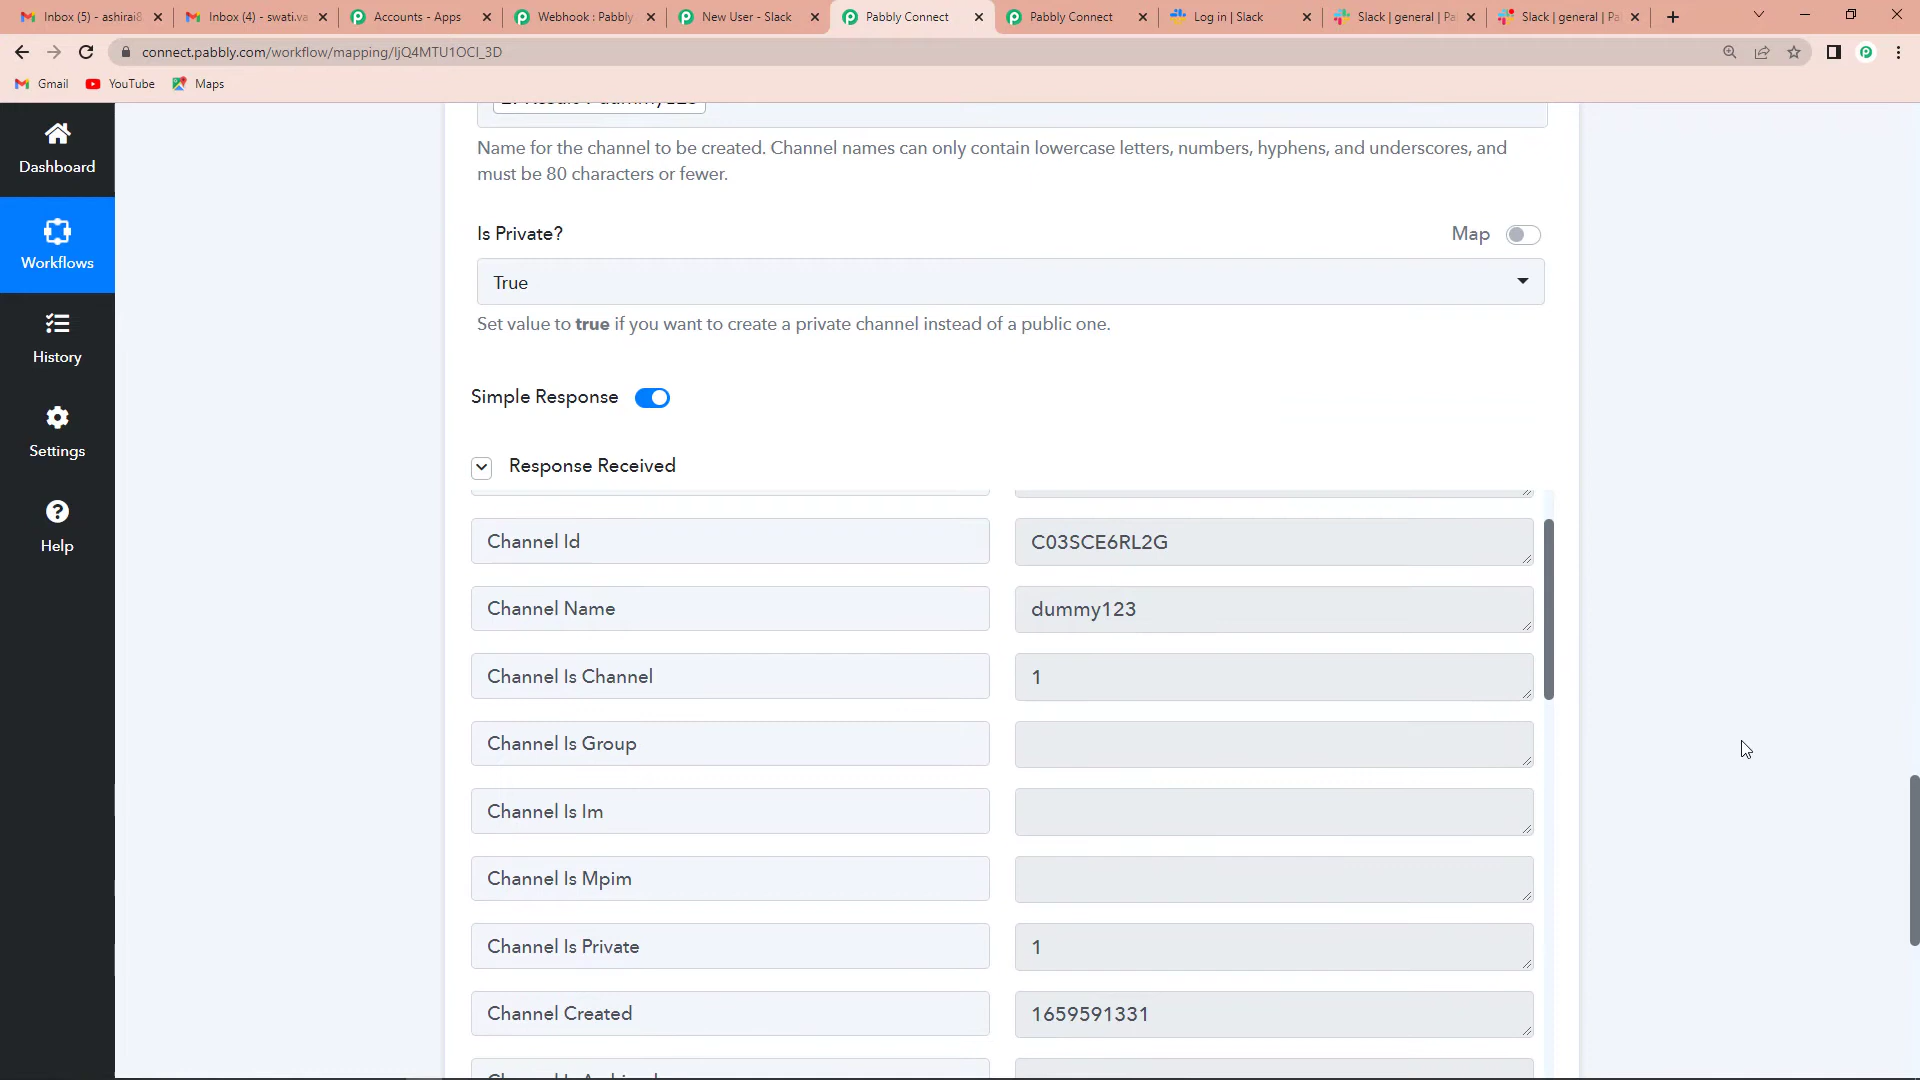 Inbox (5) - ashirai8
Inbox (4) - swati.va
Accounts - Apps
Webhook : Pabbly
New User - Slack
Pabbly Connect
Pabbly Connect
Log in | Slack
Slack | general | Pa
Slack | general | Pa
connect.pabbly.com/workflow/mapping/IjQ4MTU1OCI_3D
Gmail
YouTube
Maps
Dashboard
Workflows
History
Settings
Help
Name for the channel to be created. Channel names can only contain lowercase letters, numbers, hyphens, and underscores, and
must be 80 characters or fewer.
Is Private?
Map
True
Set value to true if you want to create a private channel instead of a public one.
Simple Response
Response Received
Channel Id
C03SCE6RL2G
Channel Name
dummy123
Channel Is Channel
1
Channel Is Group
Channel Is Im
Channel Is Mpim
Channel Is Private
1
Channel Created
1659591331